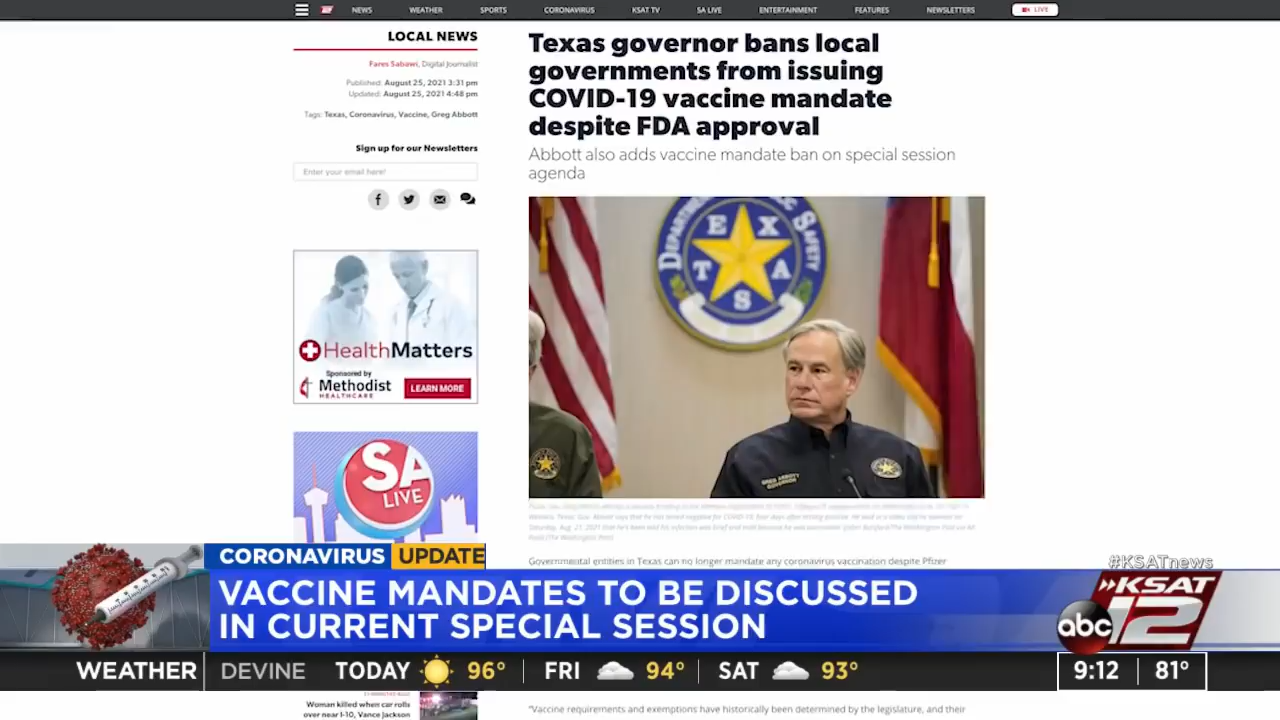 NEWS
WEATHER
SPORTS
CORONAVIRUS
KSAT TV
SA LIVE
ENTERTAINMENT
FEATURES
NEWSLETTERS
LIVE
LOCAL NEWS
Fares Sabawi, Digital Journalist
Published: August 25, 2021 3:31 pm
Updated: August 25, 2021 4:48 pm
Tags: Texas, Coronavirus, Vaccine, Greg Abbott
Sign up for our Newsletters
Enter your email here!
HealthMatters
Sponsored by
Methodist
HEALTHCARE
LEARN MORE
SA
LIVE
Texas governor bans local
governments from issuing
COVID-19 vaccine mandate
despite FDA approval
Abbott also adds vaccine mandate ban on special session
agenda
DEPARTMENT PUBLIC SAFETY
TEXAS
GREG ABBOTT
GOVERNOR
Governmental entities in Texas can no longer mandate any coronavirus vaccination despite Pfizer
#KSATnews
CORONAVIRUS UPDATE
VACCINE MANDATES TO BE DISCUSSED
IN CURRENT SPECIAL SESSION
abc KSAT 12
WEATHER DEVINE TODAY 96° FRI 94° SAT 93° 9:12 81°
Woman killed when car rolls
over near I-10, Vance Jackson
"Vaccine requirements and exemptions have historically been determined by the legislature, and their